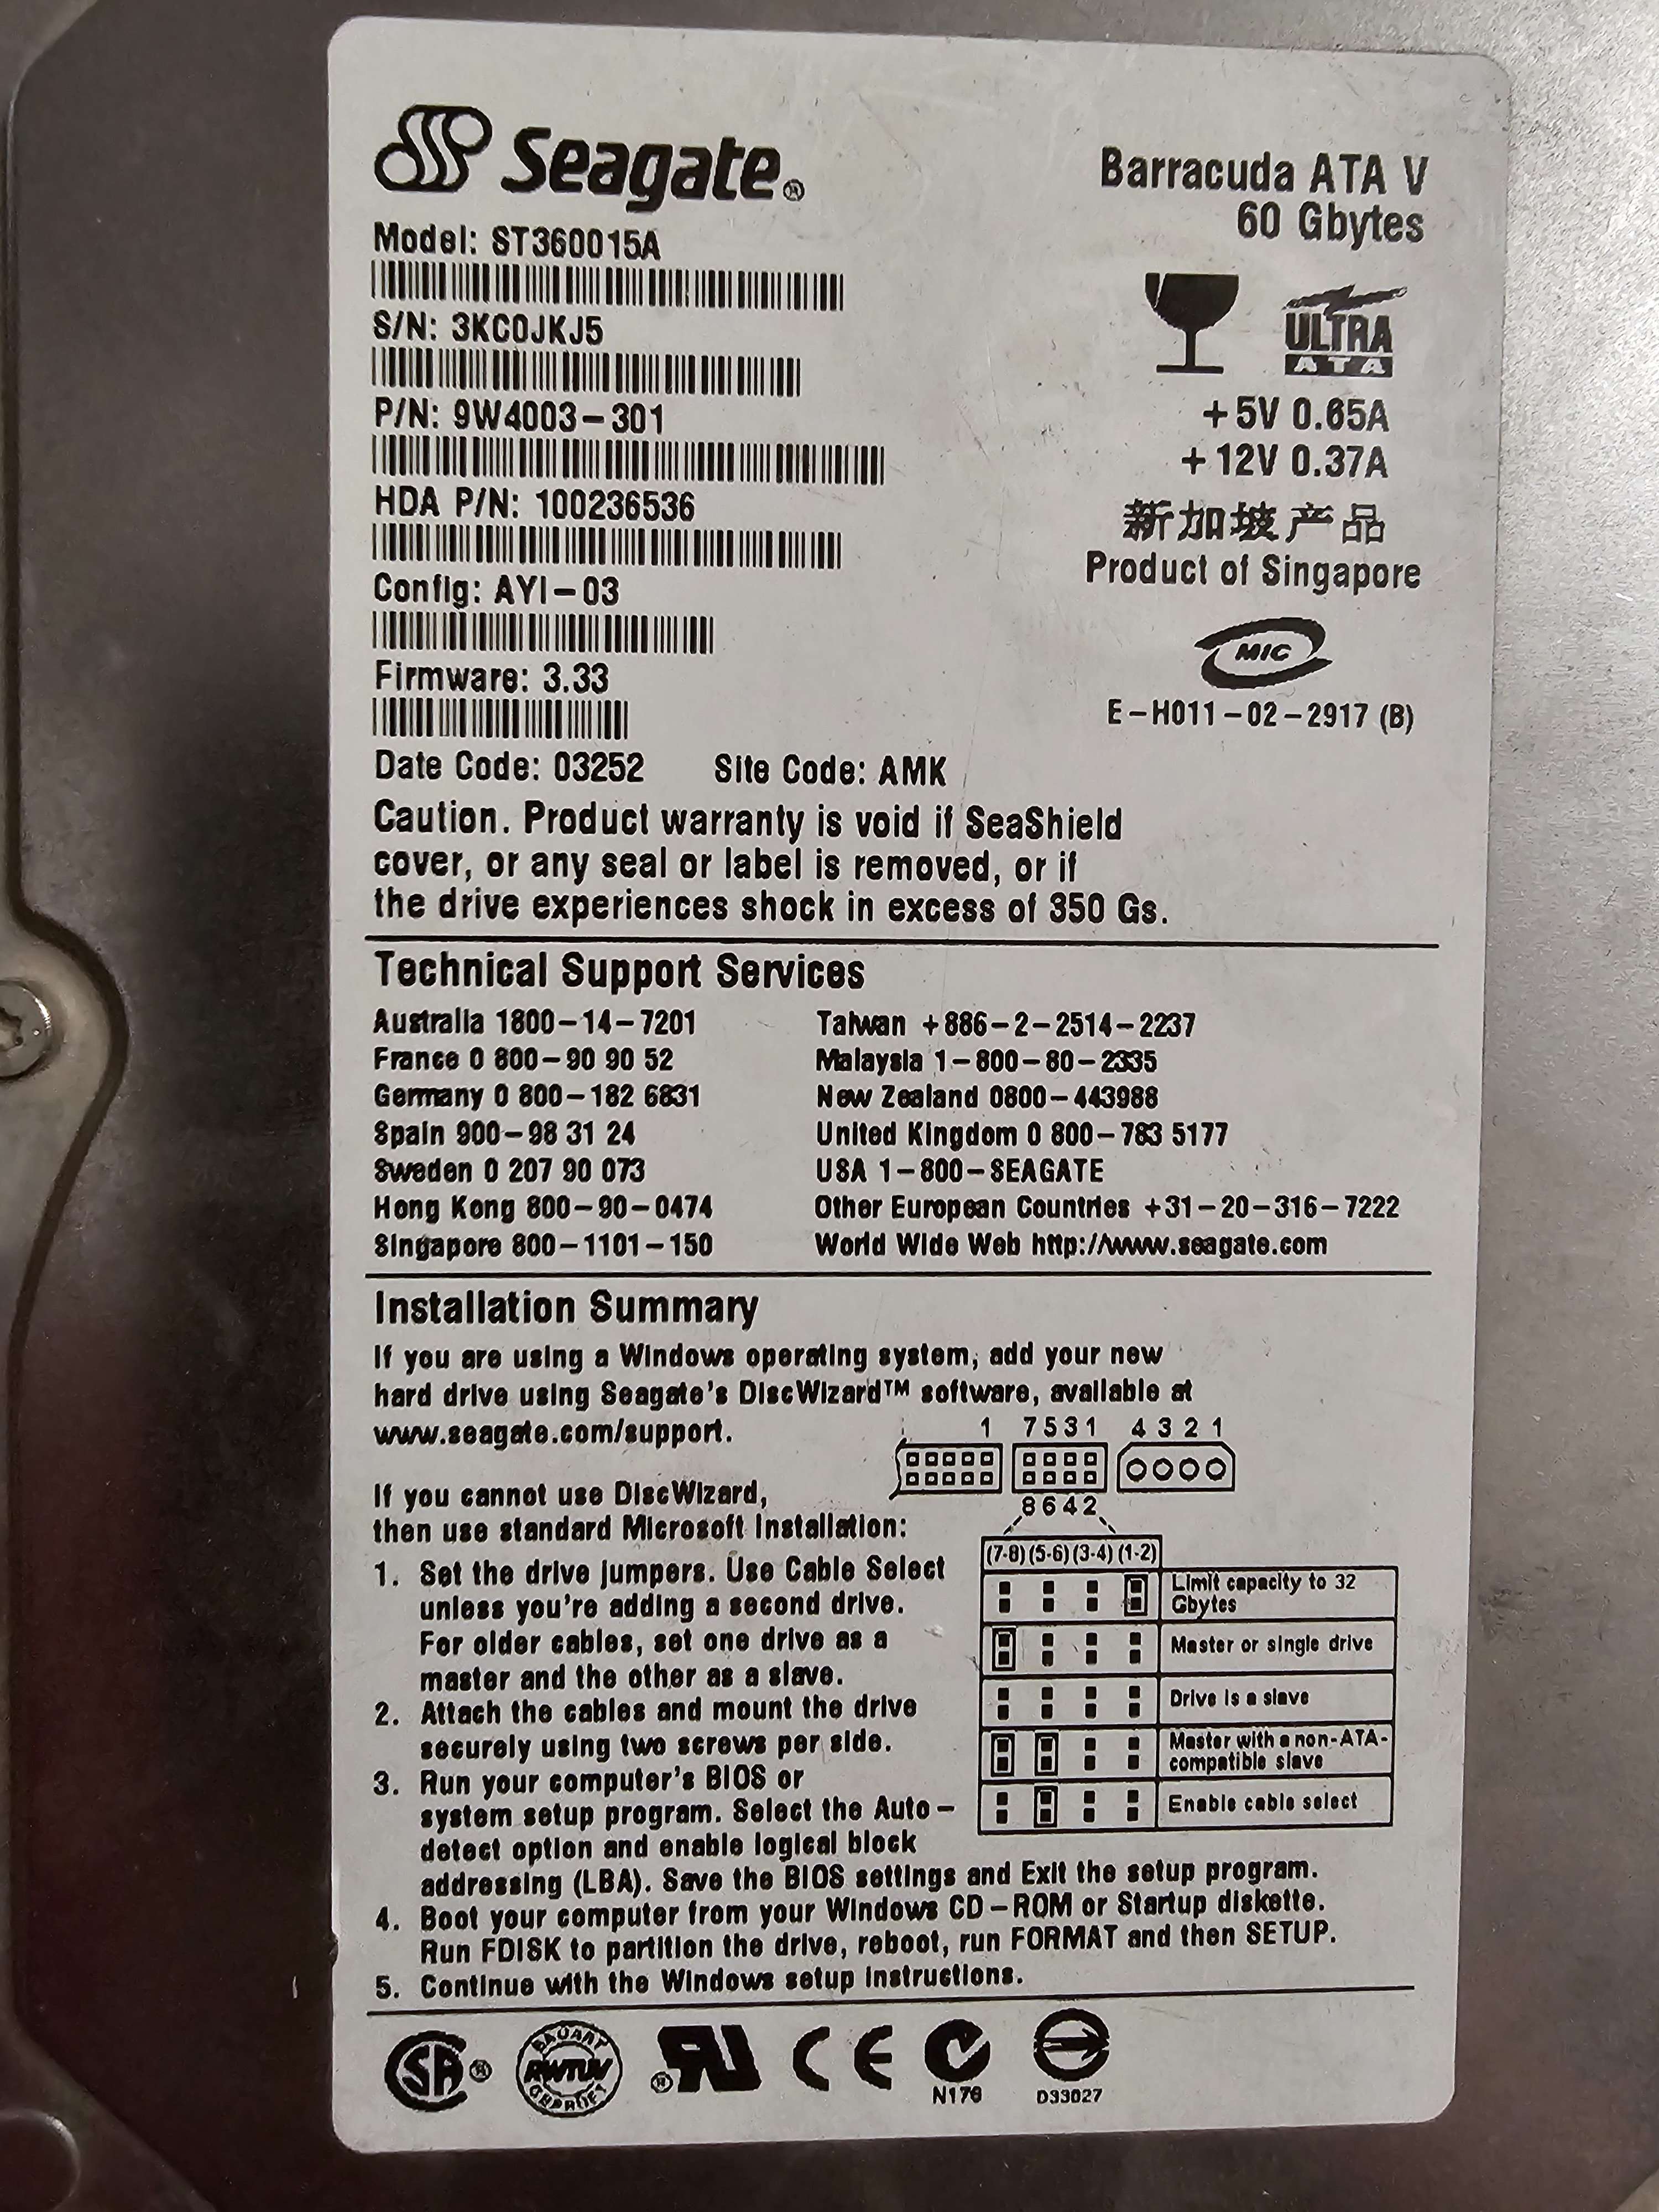 Seagate®
Barracuda ATA V
60 Gbytes
Model: ST360015A
S/N: 3KC0JKJ5
P/N: 9W4003-301
HDA P/N: 100236536
Config: AYI-03
Firmware: 3.33
ULTRA
ATA
+5V 0.65A
+12V 0.37A
新加坡产品
Product of Singapore
MIC
E-H011-02-2917 (B)
Date Code: 03252 Site Code: AMK
Caution. Product warranty is void if SeaShield
cover, or any seal or label is removed, or if
the drive experiences shock in excess of 350 Gs.
Technical Support Services
Australia 1800-14-7201
France 0 800-90 90 52
Germany 0 800-182 6831
Spain 900-98 31 24
Sweden 0 207 90 073
Hong Kong 800-90-0474
Singapore 800-1101-150
Taiwan +886-2-2514-2237
Malaysia 1-800-80-2335
New Zealand 0800-443988
United Kingdom 0 800-783 5177
USA 1-800-SEAGATE
Other European Countries +31-20-316-7222
World Wide Web http://www.seagate.com
Installation Summary
If you are using a Windows operating system, add your new
hard drive using Seagate's DiscWizard™ software, available at
www.seagate.com/support.
If you cannot use DiscWizard,
then use standard Microsoft Installation:
1. Set the drive jumpers. Use Cable Select
unless you're adding a second drive.
For older cables, set one drive as a
master and the other as a slave.
2. Attach the cables and mount the drive
securely using two screws per side.
3. Run your computer's BIOS or
system setup program. Select the Auto-
detect option and enable logical block
addressing (LBA). Save the BIOS settings and Exit the setup program.
4. Boot your computer from your Windows CD-ROM or Startup diskette.
Run FDISK to partition the drive, reboot, run FORMAT and then SETUP.
5. Continue with the Windows setup instructions.
1 7531 4321
8642
(7-8) (5-6) (3-4) (1-2)
Limit capacity to 32
Gbytes
Master or single drive
Drive is a slave
Master with a non-ATA-
compatible slave
Enable cable select
SA®
BAUART
RWTUV
GEPRÜFT
® CE
N176
D33027